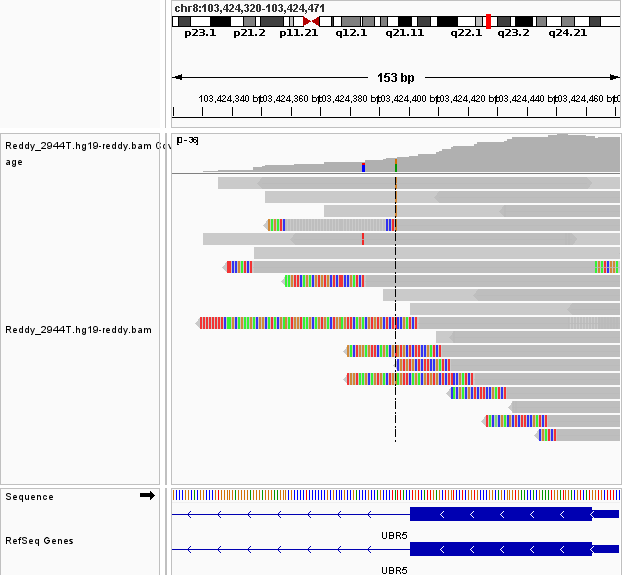 chr8:103,424,320-103,424,471
p23.1 p21.2 p11.21 q12.1 q21.11 q22.1 q23.2 q24.21
153 bp
103,424,340 bp 103,424,360 bp 103,424,380 bp 103,424,400 bp 103,424,420 bp 103,424,440 bp 103,424,460 bp
[0-36]
Reddy_2944T.hg19-reddy.bam Cov
age
Reddy_2944T.hg19-reddy.bam
Sequence
UBR5
RefSeq Genes
UBR5